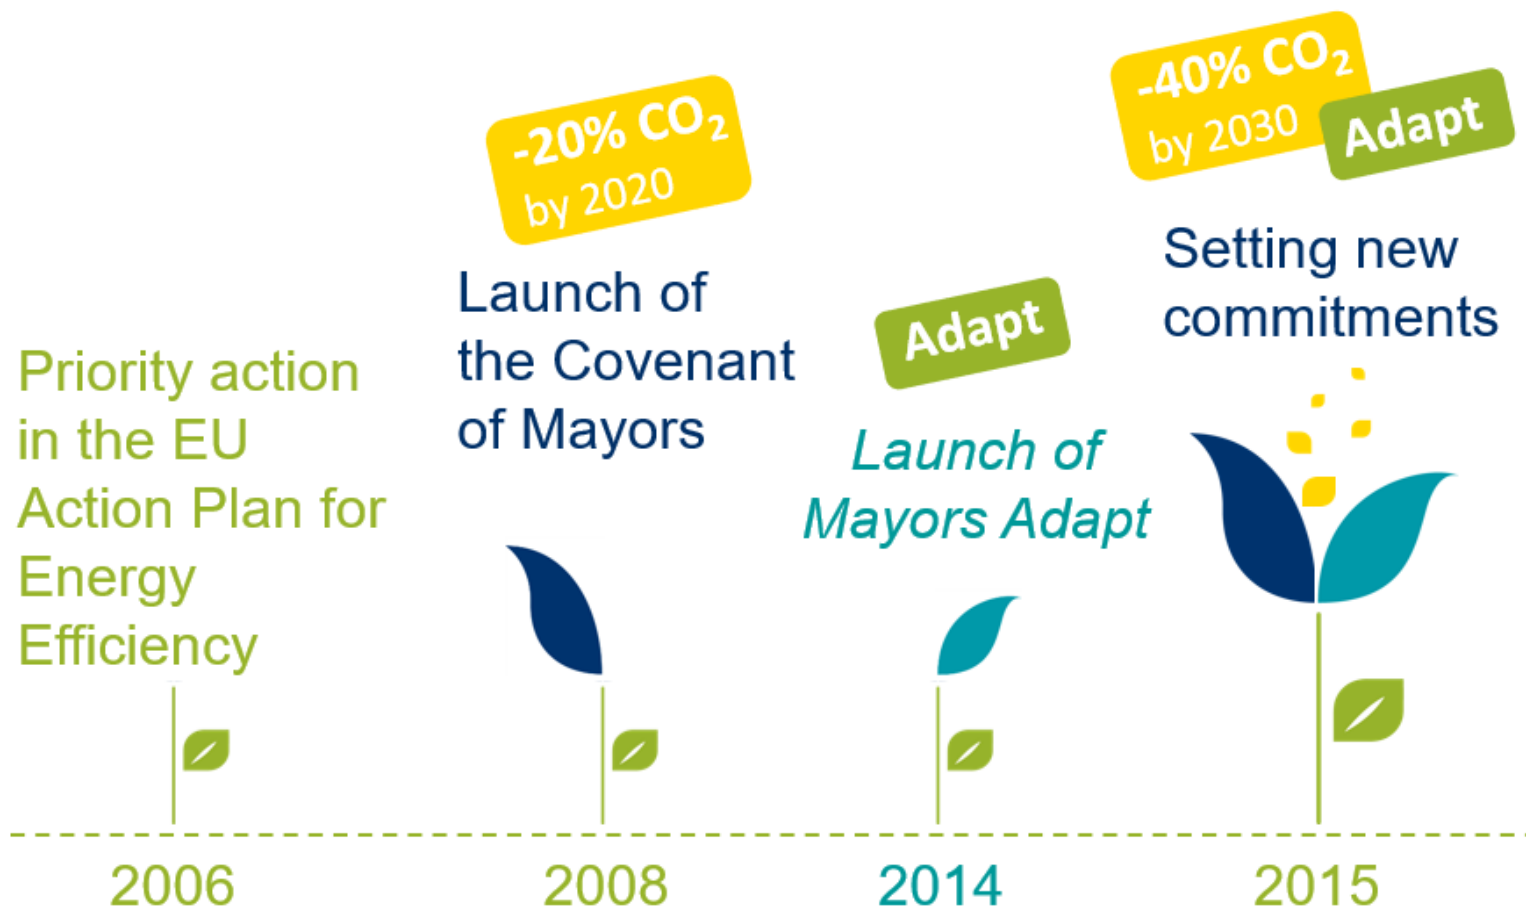 Priority action
in the EU
Action Plan for
Energy
Efficiency
2006
-20% CO₂
by 2020
Launch of
the Covenant
of Mayors
2008
Adapt
Launch of
Mayors Adapt
2014
-40% CO₂
by 2030
Adapt
Setting new
commitments
2015